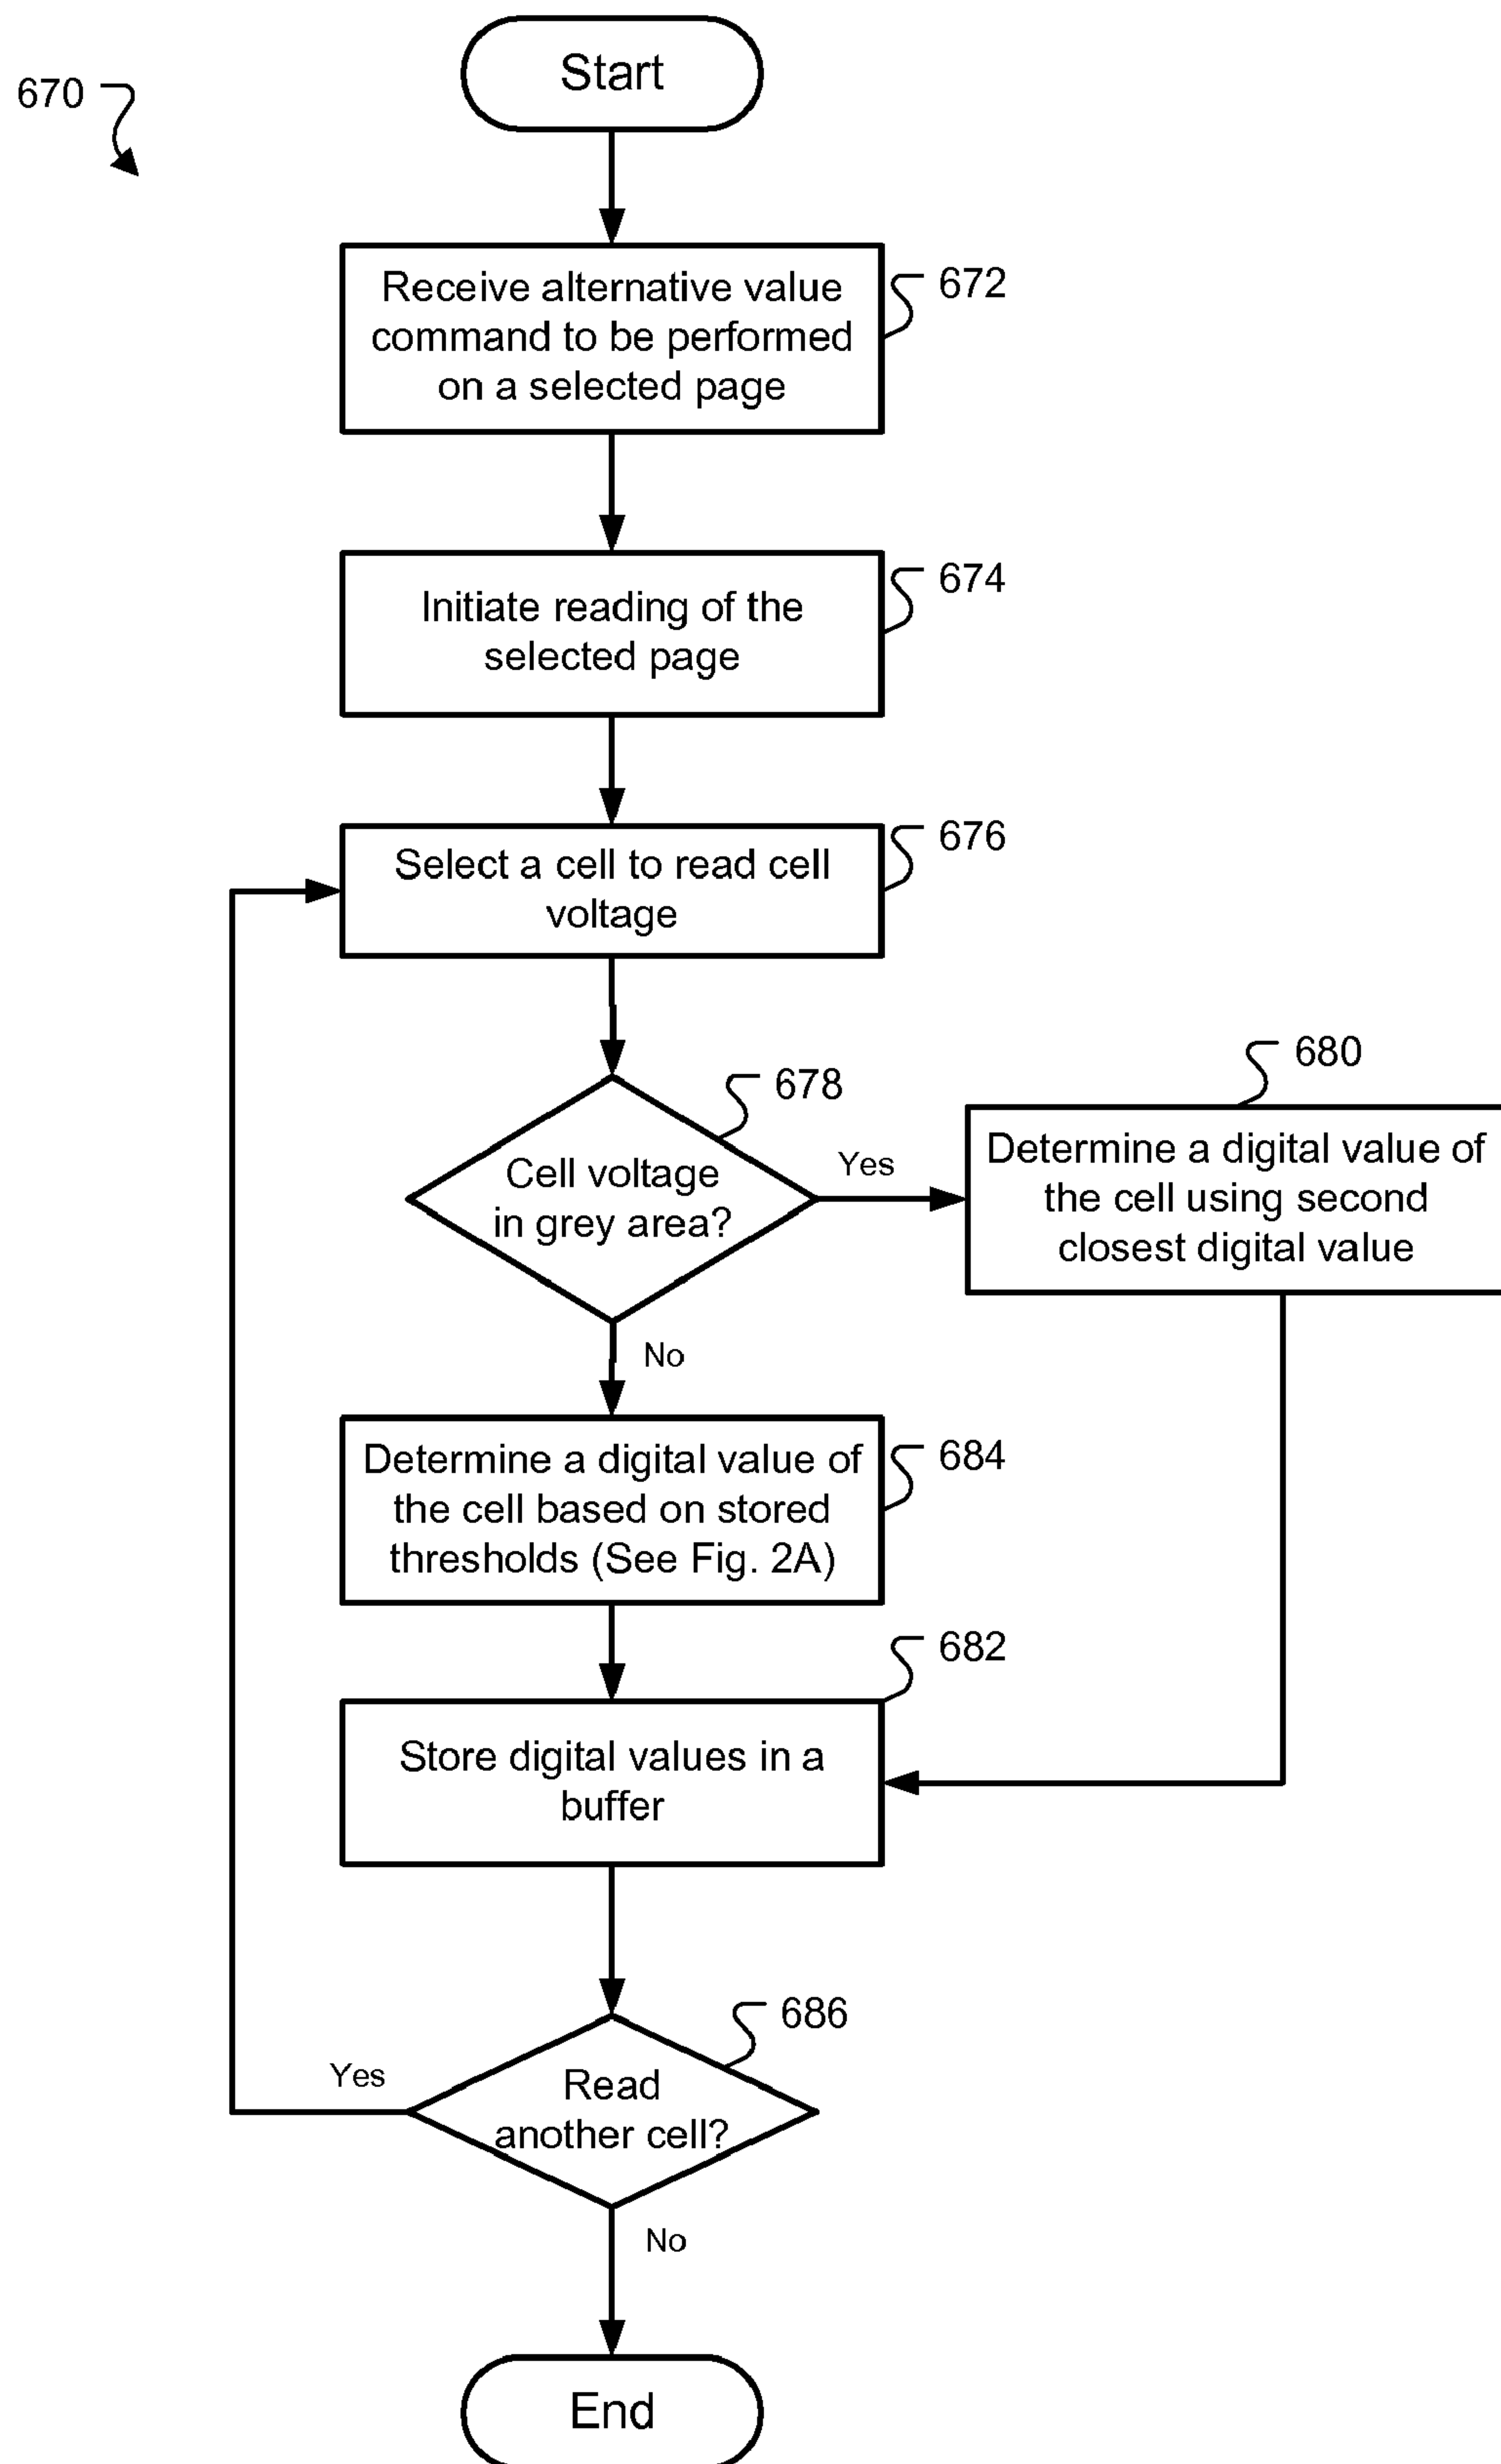 Start
670
Receive alternative value
command to be performed
on a selected page
672
Initiate reading of the
selected page
674
Select a cell to read cell
voltage
676
Cell voltage
in grey area?
678
Yes
680
Determine a digital value of
the cell using second
closest digital value
No
Determine a digital value of
the cell based on stored
thresholds (See Fig. 2A)
684
682
Store digital values in a
buffer
686
Read
another cell?
Yes
No
End